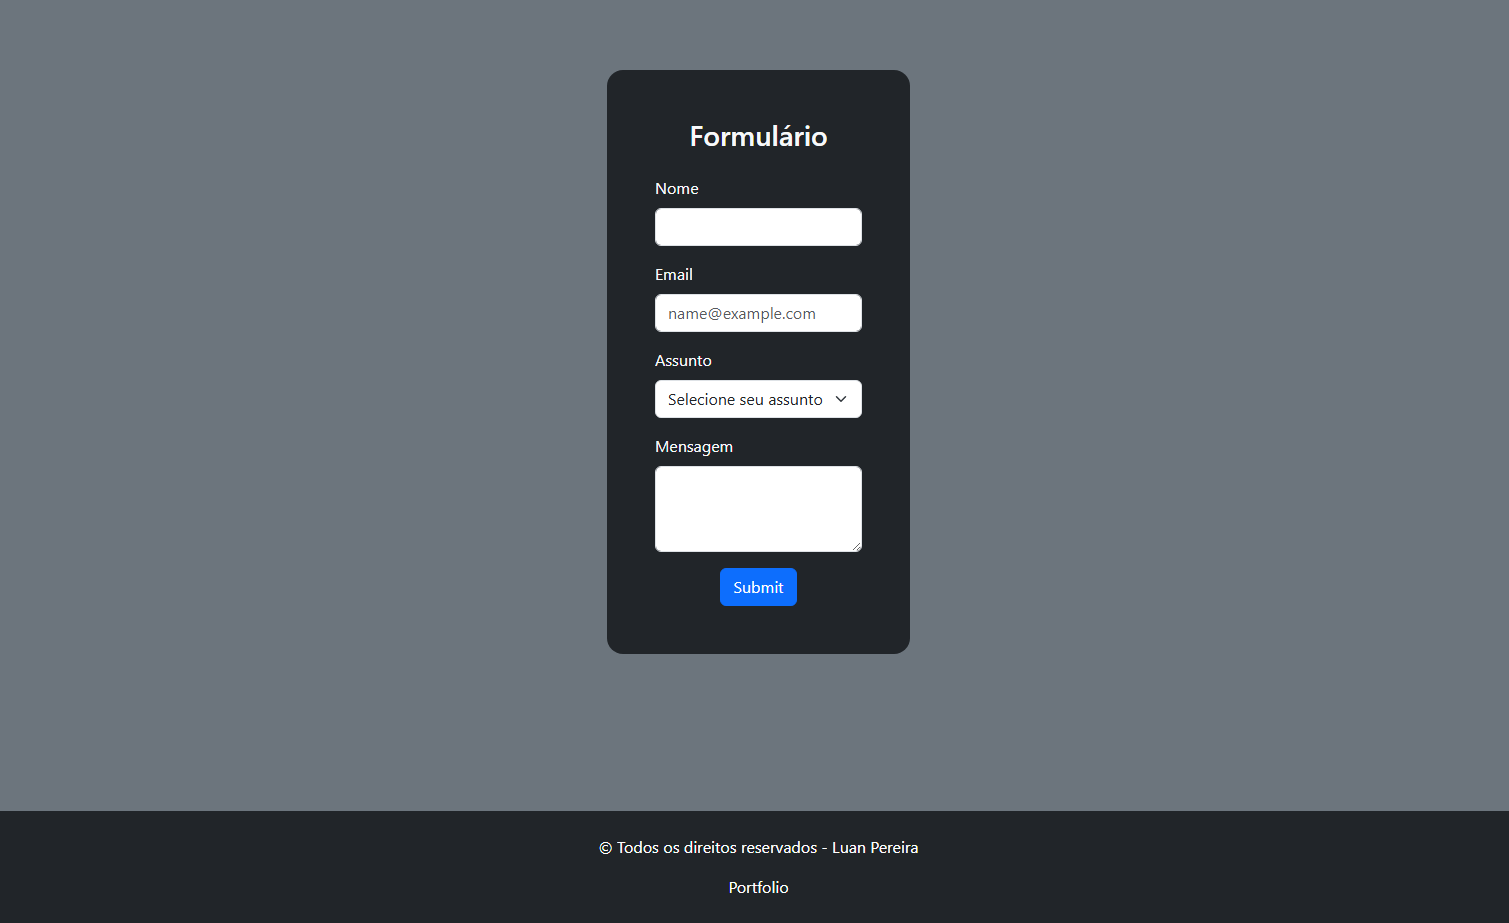 Formulário
Nome
Email
name@example.com
Assunto
Selecione seu assunto
Mensagem
Submit
© Todos os direitos reservados - Luan Pereira
Portfolio